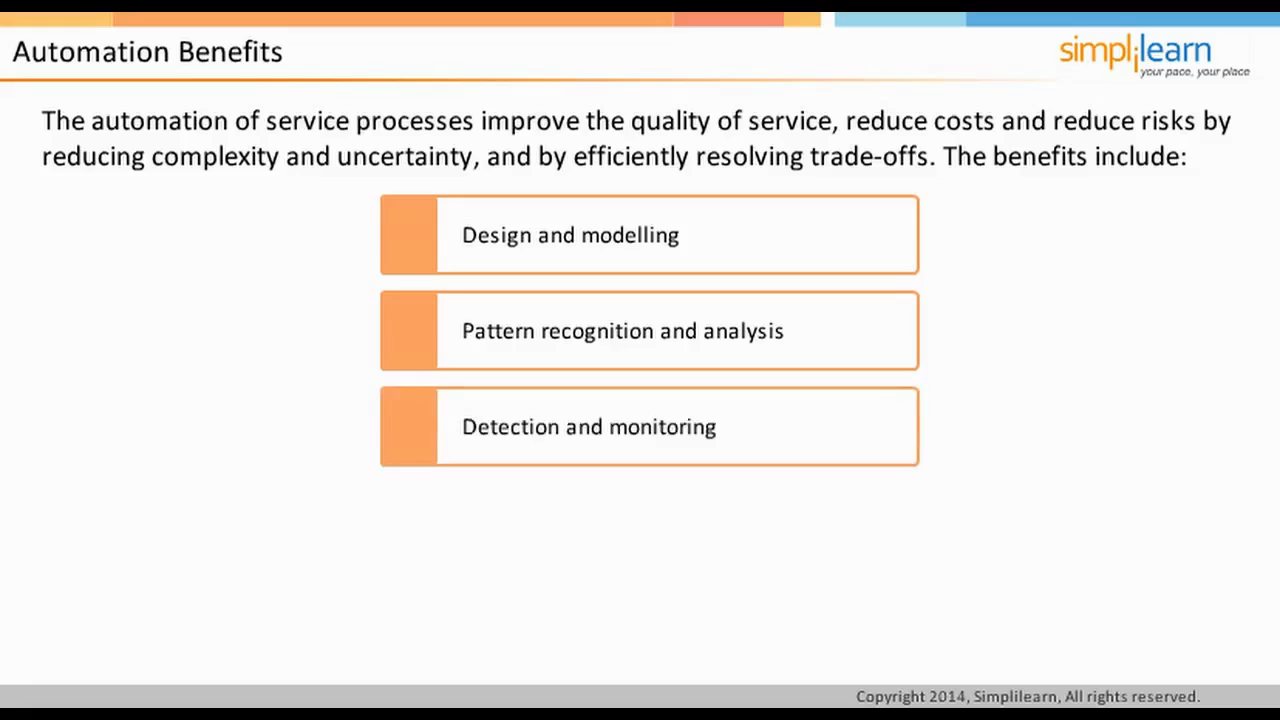 Automation Benefits
simplilearn
your pace, your place
The automation of service processes improve the quality of service, reduce costs and reduce risks by
reducing complexity and uncertainty, and by efficiently resolving trade-offs. The benefits include:
Design and modelling
Pattern recognition and analysis
Detection and monitoring
Copyright 2014, Simplilearn, All rights reserved.